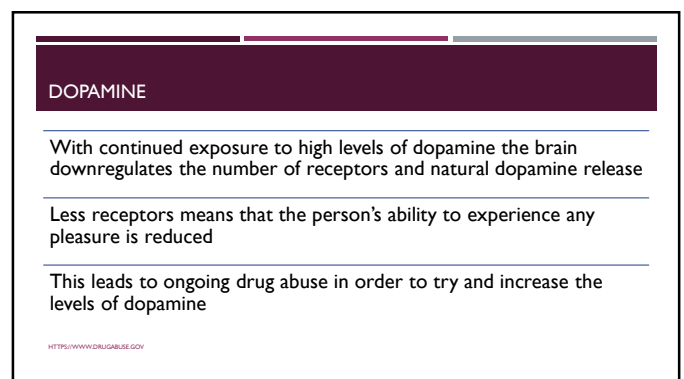 DOPAMINE
With continued exposure to high levels of dopamine the brain
downregulates the number of receptors and natural dopamine release
Less receptors means that the person's ability to experience any
pleasure is reduced
This leads to ongoing drug abuse in order to try and increase the
levels of dopamine
HTTPS://WWW.DRUGABUSE.GOV